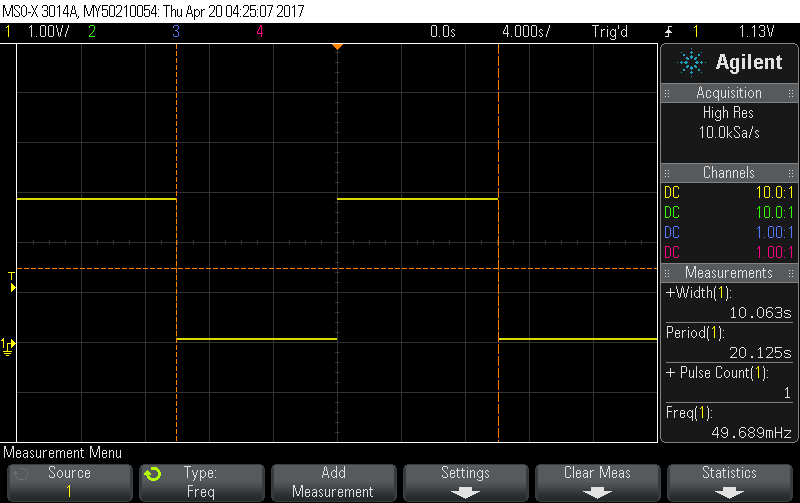 MSO-X 3014A, MY50210054: Thu Apr 20 04:25:07 2017
1 1.00V/ 2 3 4 0.0s 4.000s/ Trig'd 1 1.13V
Agilent
Acquisition
High Res
10.0kSa/s
Channels
DC 10.0:1
DC 10.0:1
DC 1.00:1
DC 1.00:1
T
Measurements
+Width(1):
10.063s
Period(1):
20.125s
1
+ Pulse Count(1):
1
Freq(1):
49.689mHz
Measurement Menu
Source
1
Type:
Freq
Add
Measurement
Settings
Clear Meas
Statistics